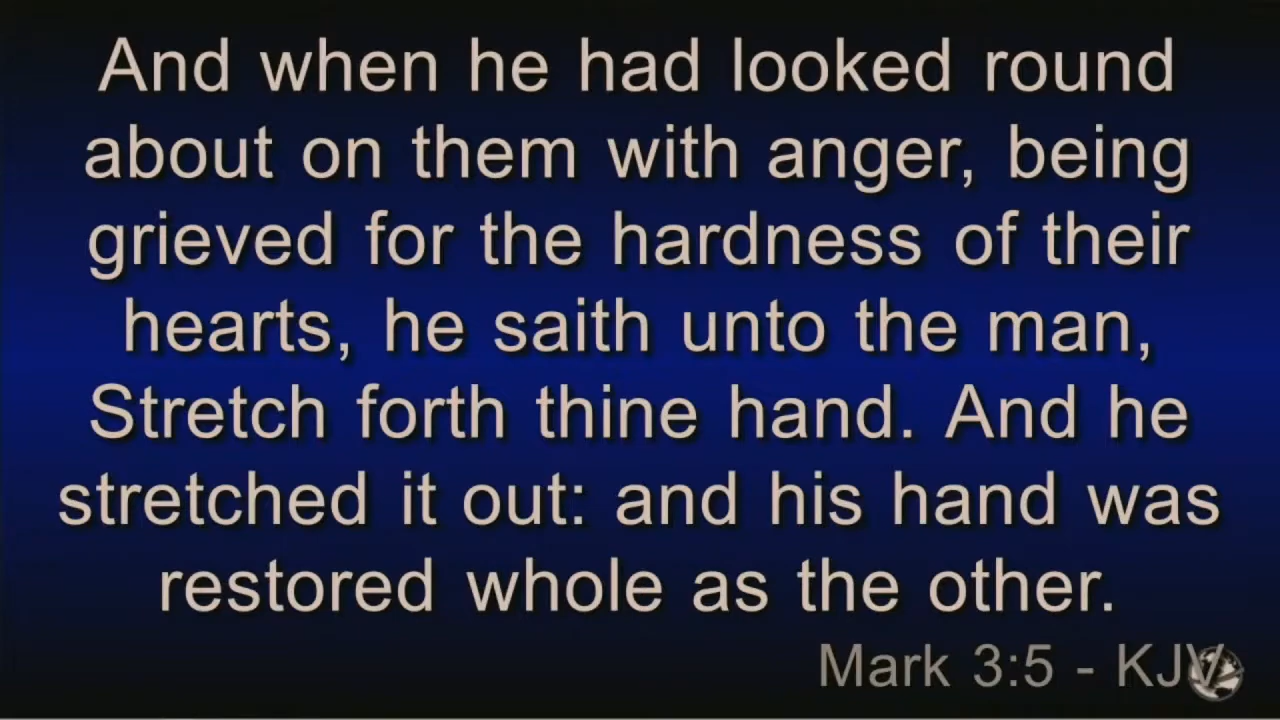 And when he had looked round
about on them with anger, being
grieved for the hardness of their
hearts, he saith unto the man,
Stretch forth thine hand. And he
stretched it out: and his hand was
restored whole as the other.
Mark 3:5 - KJV